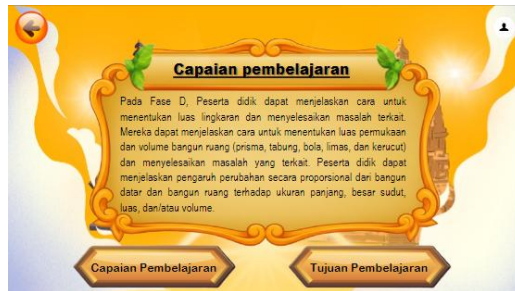 Capaian pembelajaran
Pada Fase D, Peserta didik dapat menjelaskan cara untuk
menentukan luas lingkaran dan menyelesaikan masalah terkait.
Mereka dapat menjelaskan cara untuk menentukan luas permukaan
dan volume bangun ruang (prisma, tabung, bola, limas, dan kerucut)
dan menyelesaikan masalah yang terkait. Peserta didik dapat
menjelaskan pengaruh perubahan secara proporsional dari bangun
datar dan bangun ruang terhadap ukuran panjang, besar sudut,
luas, dan/atau volume.
Capaian Pembelajaran
Tujuan Pembelajaran